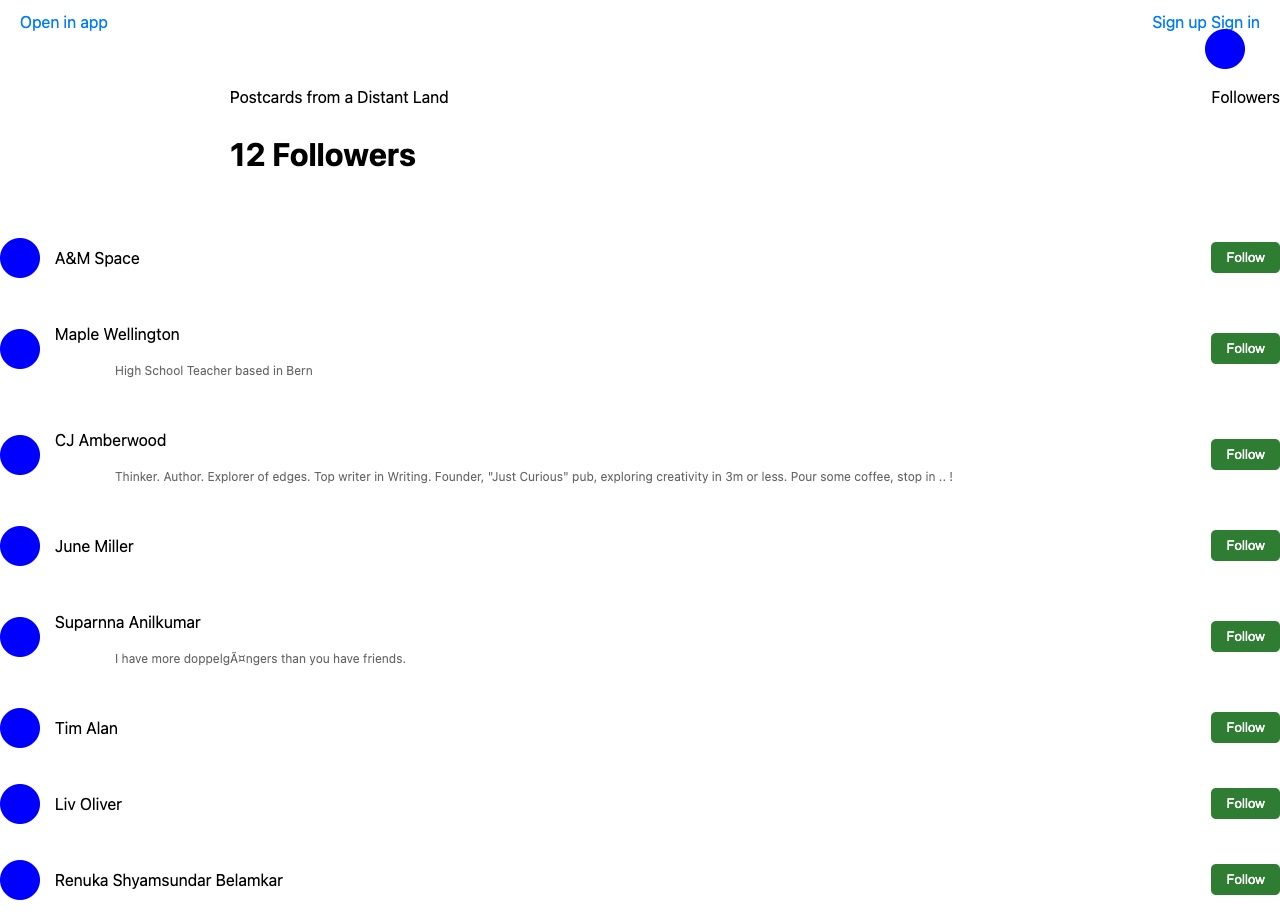 Open in app
Sign up Sign in
Postcards from a Distant Land
Followers
12 Followers
A&M Space
Follow
Maple Wellington
High School Teacher based in Bern
Follow
CJ Amberwood
Thinker. Author. Explorer of edges. Top writer in Writing. Founder, "Just Curious" pub, exploring creativity in 3m or less. Pour some coffee, stop in .. !
Follow
June Miller
Follow
Suparnna Anilkumar
I have more doppelgÃ¤ngers than you have friends.
Follow
Tim Alan
Follow
Liv Oliver
Follow
Renuka Shyamsundar Belamkar
Follow